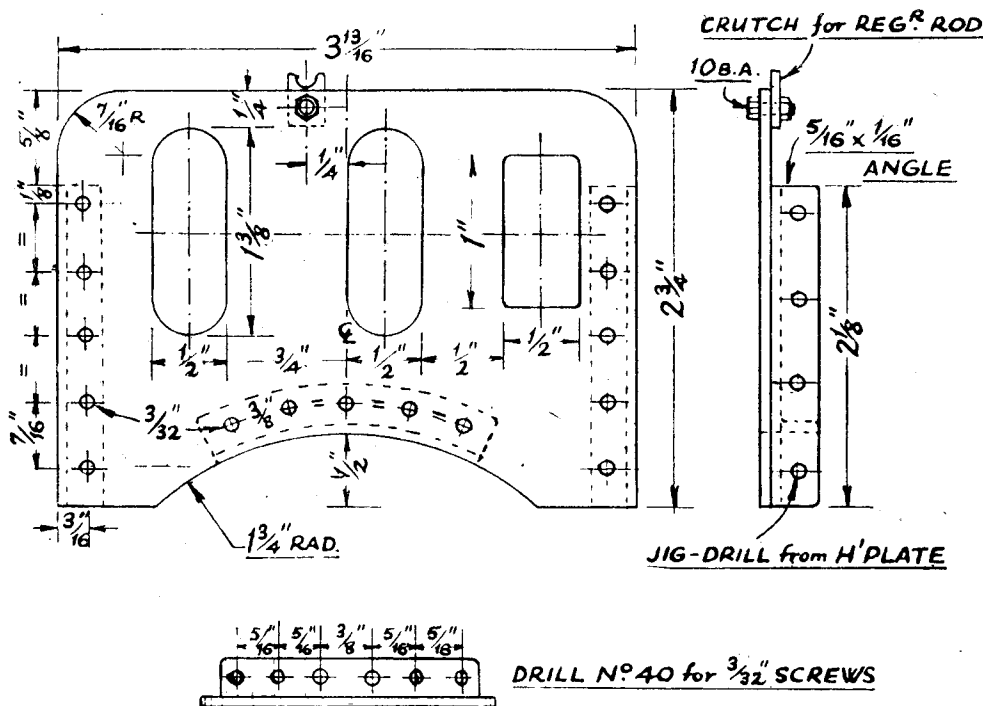 CRUTCH for REGR ROD
3 13/16"
10 B.A.
7/16" R
1/4"
5/8"
5/16" x 1/16"
ANGLE
1/4"
1/8"
=
1 3/8"
1"
2 3/4"
2 1/8"
=
℄
1/2"
3/4"
1/2"
1/2"
1/2"
=
3/8" = = =
3/32
7/16"
1/2"
3/16"
1 3/4" RAD.
JIG-DRILL from H'PLATE
5/16" 5/16" 3/8" 5/16" 5/16"
DRILL No 40 for 3/32" SCREWS